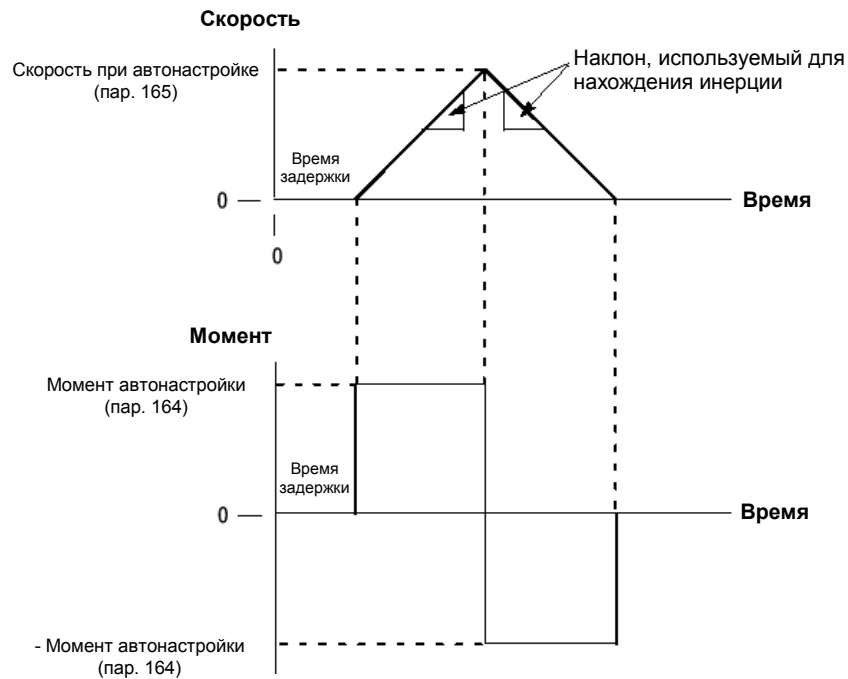 Скорость
Скорость при автонастройке
(пар. 165)
Наклон, используемый для
нахождения инерции
Время
задержки
0
Время
0
Момент
Момент автонастройки
(пар. 164)
Время
задержки
0
Время
- Момент автонастройки
(пар. 164)